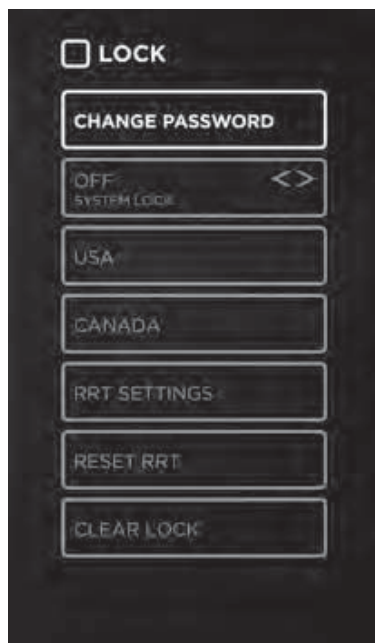 LOCK
CHANGE PASSWORD
OFF <>
SYSTEM LOCK
USA
CANADA
RRT SETTINGS
RESET RRT
CLEAR LOCK